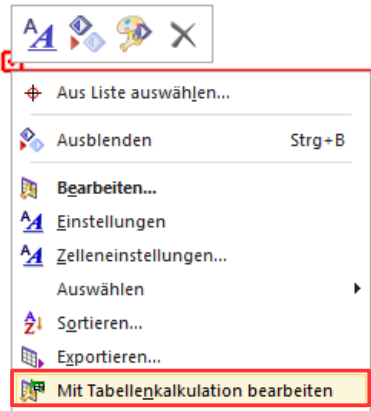 Aus Liste auswählen...
Ausblenden Strg+B
Bearbeiten...
Einstellungen
Zelleneinstellungen...
Auswählen
Sortieren...
Exportieren...
Mit Tabellenkalkulation bearbeiten